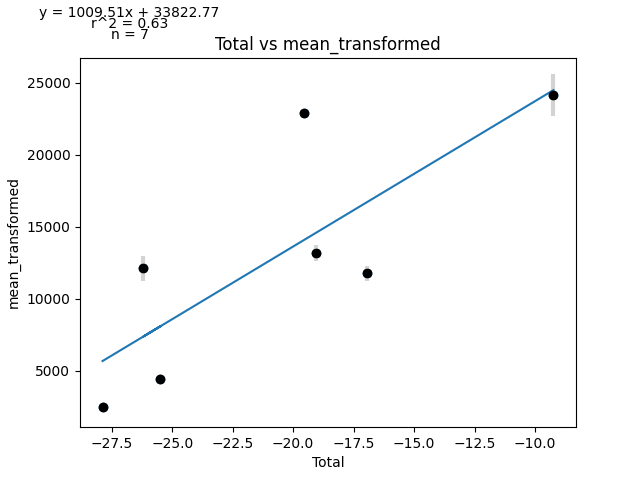 y = 1009.51x + 33822.77
r^2 = 0.63
n = 7
Total vs mean_transformed
25000
20000
15000
10000
5000
mean_transformed
−27.5 −25.0 −22.5 −20.0 −17.5 −15.0 −12.5 −10.0
Total